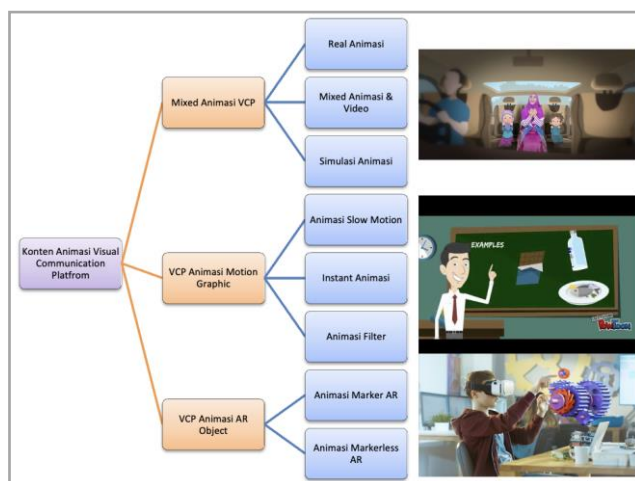 Real Animasi
Mixed Animasi VCP
Mixed Animasi &
Video
Simulasi Animasi
Konten Animasi Visual
Communication
Platfrom
Animasi Slow Motion
VCP Animasi Motion
Graphic
Instant Animasi
Animasi Filter
EXAMPLES
VCP Animasi AR
Object
Animasi Marker AR
Animasi Markerless
AR